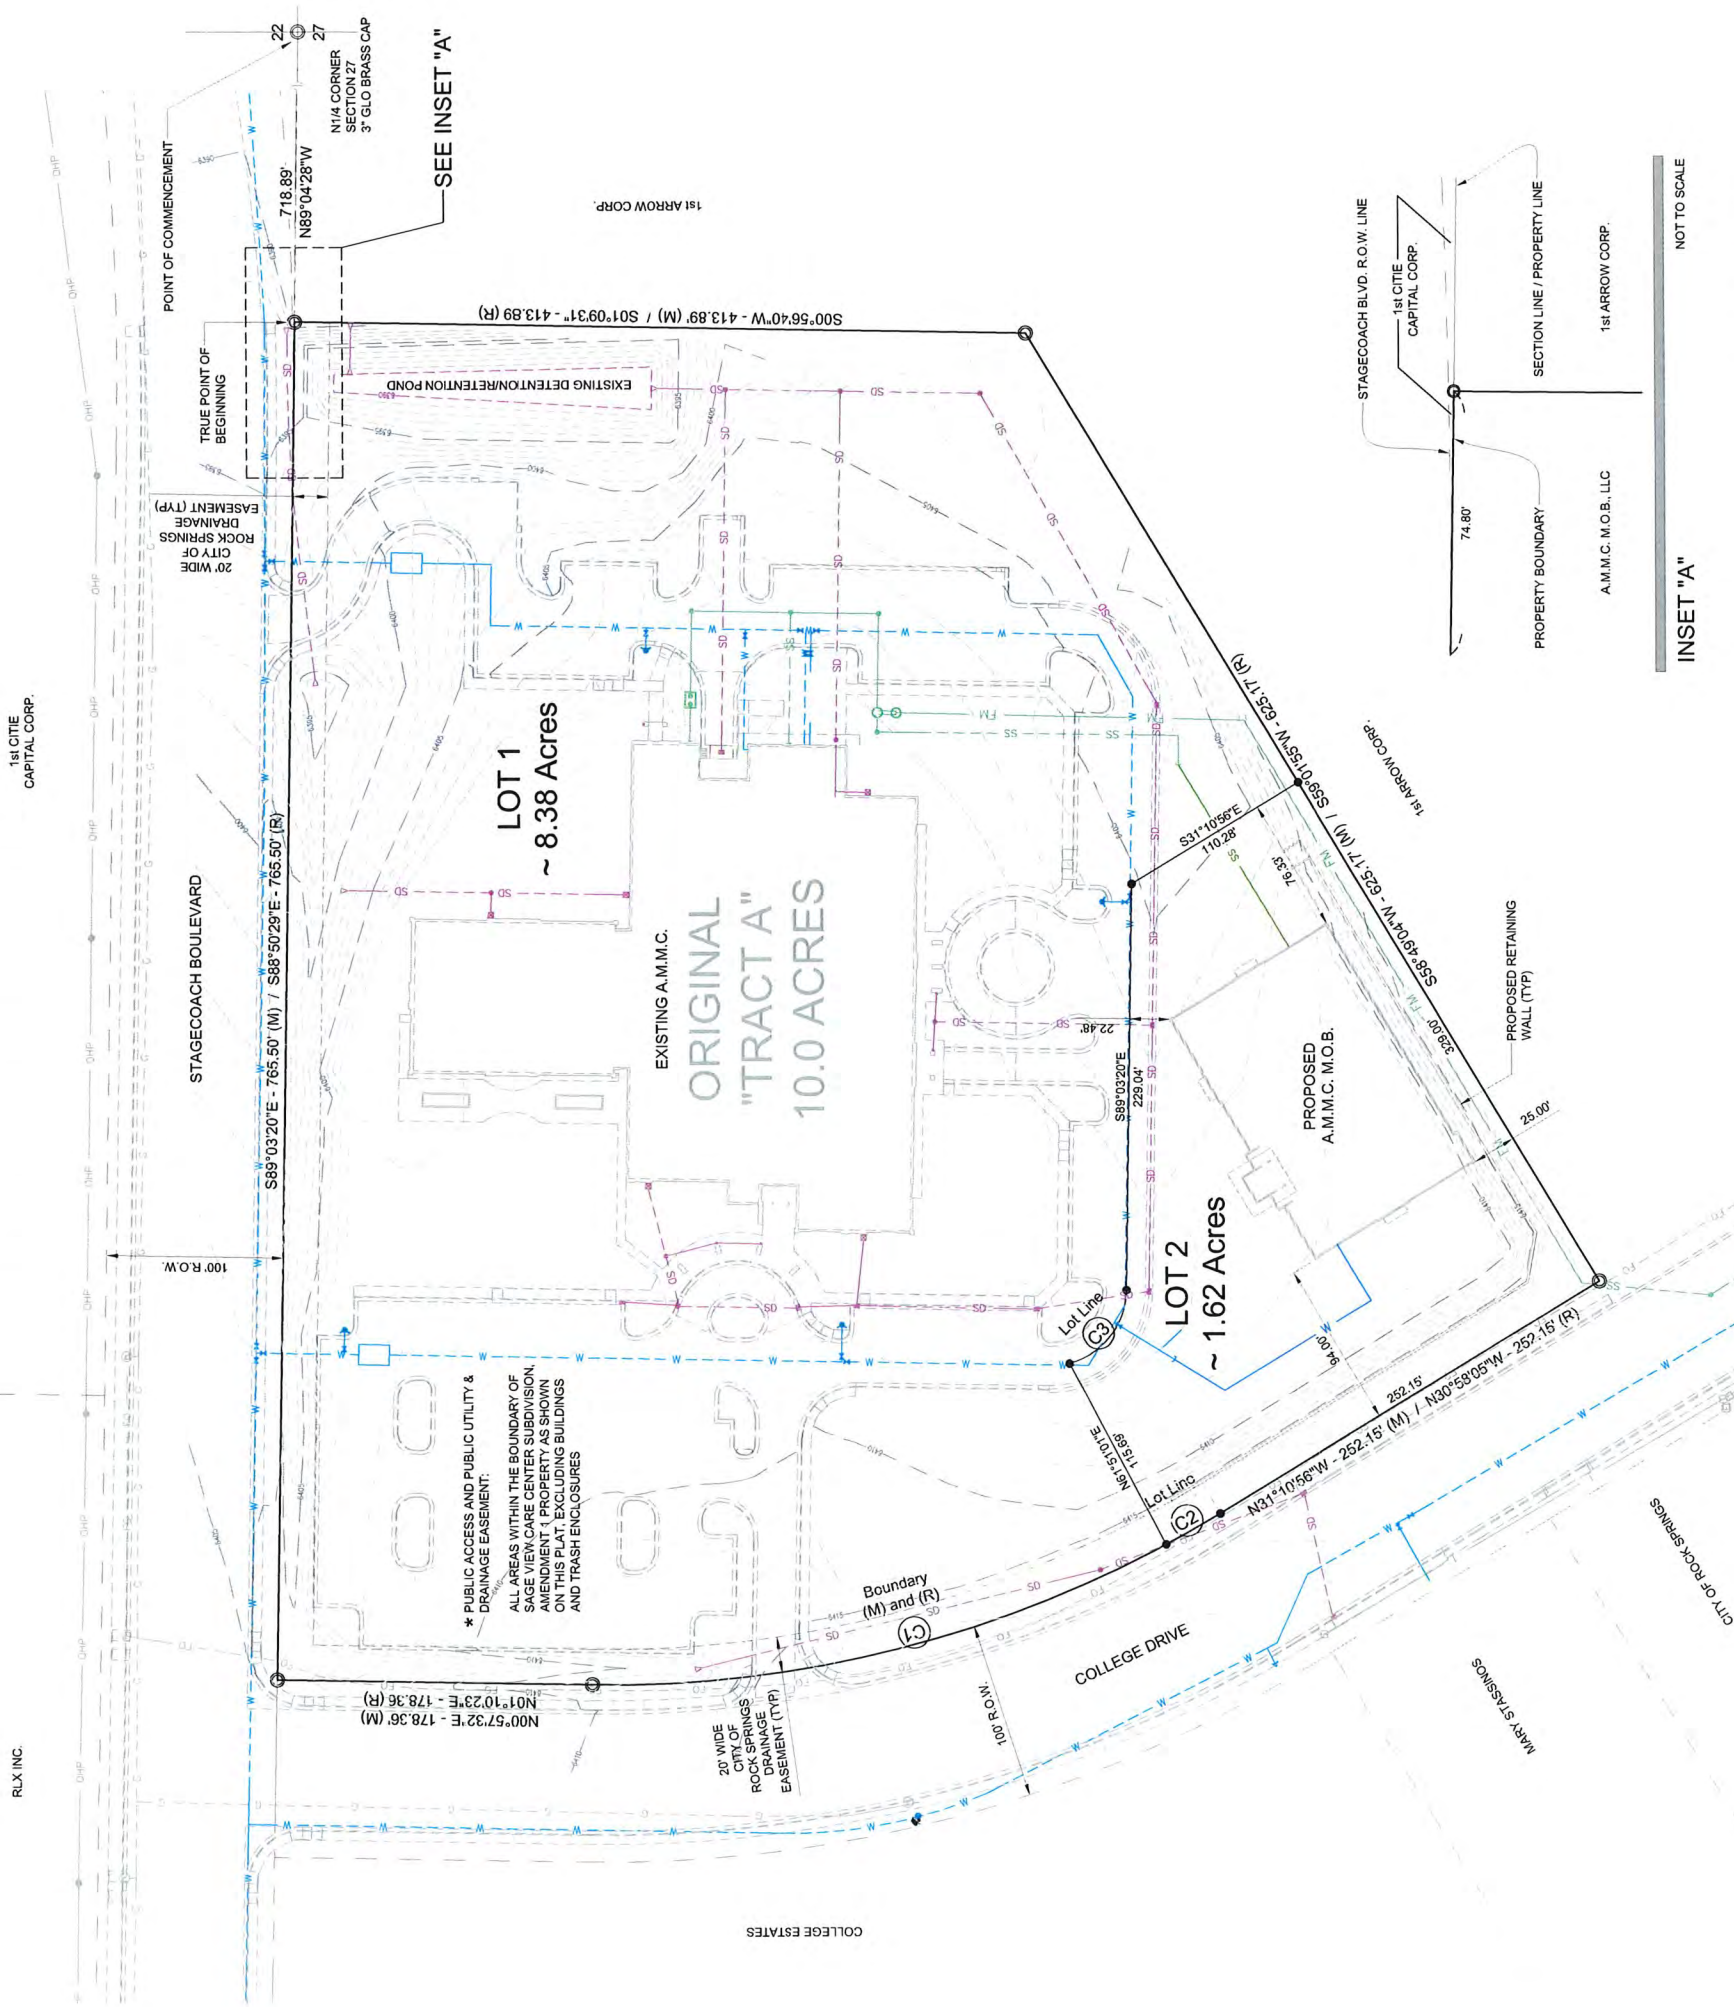 1st CITIE
CAPITAL CORP.
RLX INC.
STAGECOACH BOULEVARD
100' R.O.W.
S89°03'20"E - 765.50' (M) / S88°50'29"E - 765.50' (R)
POINT OF COMMENCEMENT
22
27
N1/4 CORNER
SECTION 27
3" GLO BRASS CAP
718.89'
N89°04'28"W
SEE INSET "A"
TRUE POINT OF
BEGINNING
20' WIDE
CITY OF
ROCK SPRINGS
DRAINAGE
EASEMENT (TYP)
1st ARROW CORP.
S00°56'40"W - 413.89' (M) / S01°09'31" - 413.89 (R)
EXISTING DETENTION/RETENTION POND
LOT 1
~ 8.38 Acres
EXISTING A.M.M.C.
ORIGINAL
"TRACT A"
10.0 ACRES
* PUBLIC ACCESS AND PUBLIC UTILITY &
DRAINAGE EASEMENT:
ALL AREAS WITHIN THE BOUNDARY OF
SAGE VIEW CARE CENTER SUBDIVISION,
AMENDMENT 1 PROPERTY AS SHOWN
ON THIS PLAT, EXCLUDING BUILDINGS
AND TRASH ENCLOSURES
N00°57'32"E - 178.36' (M)
N01°10'23"E - 178.36 (R)
20' WIDE
CITY OF
ROCK SPRINGS
DRAINAGE
EASEMENT (TYP)
Boundary
(M) and (R)
C1
100' R.O.W.
COLLEGE DRIVE
COLLEGE ESTATES
MARY STASSINOS
CITY OF ROCK SPRINGS
Lot Line
C2
N61°51'01"E
115.69'
Lot Line
C3
LOT 2
~ 1.62 Acres
S89°03'20"E
229.04'
22.48'
S31°10'56"E
110.28'
76.33'
PROPOSED
A.M.M.C. M.O.B.
94.00'
252.15'
N31°10'56"W - 252.15' (M) / N30°58'05"W - 252.15' (R)
329.00'
S58°49'04"W - 625.17' (M) / S59°01'55"W - 625.17' (R)
25.00'
PROPOSED RETAINING
WALL (TYP)
1st ARROW CORP.
STAGECOACH BLVD. R.O.W. LINE
1st CITIE
CAPITAL CORP.
74.80'
PROPERTY BOUNDARY
SECTION LINE / PROPERTY LINE
A.M.M.C. M.O.B., LLC
1st ARROW CORP.
INSET "A"
NOT TO SCALE